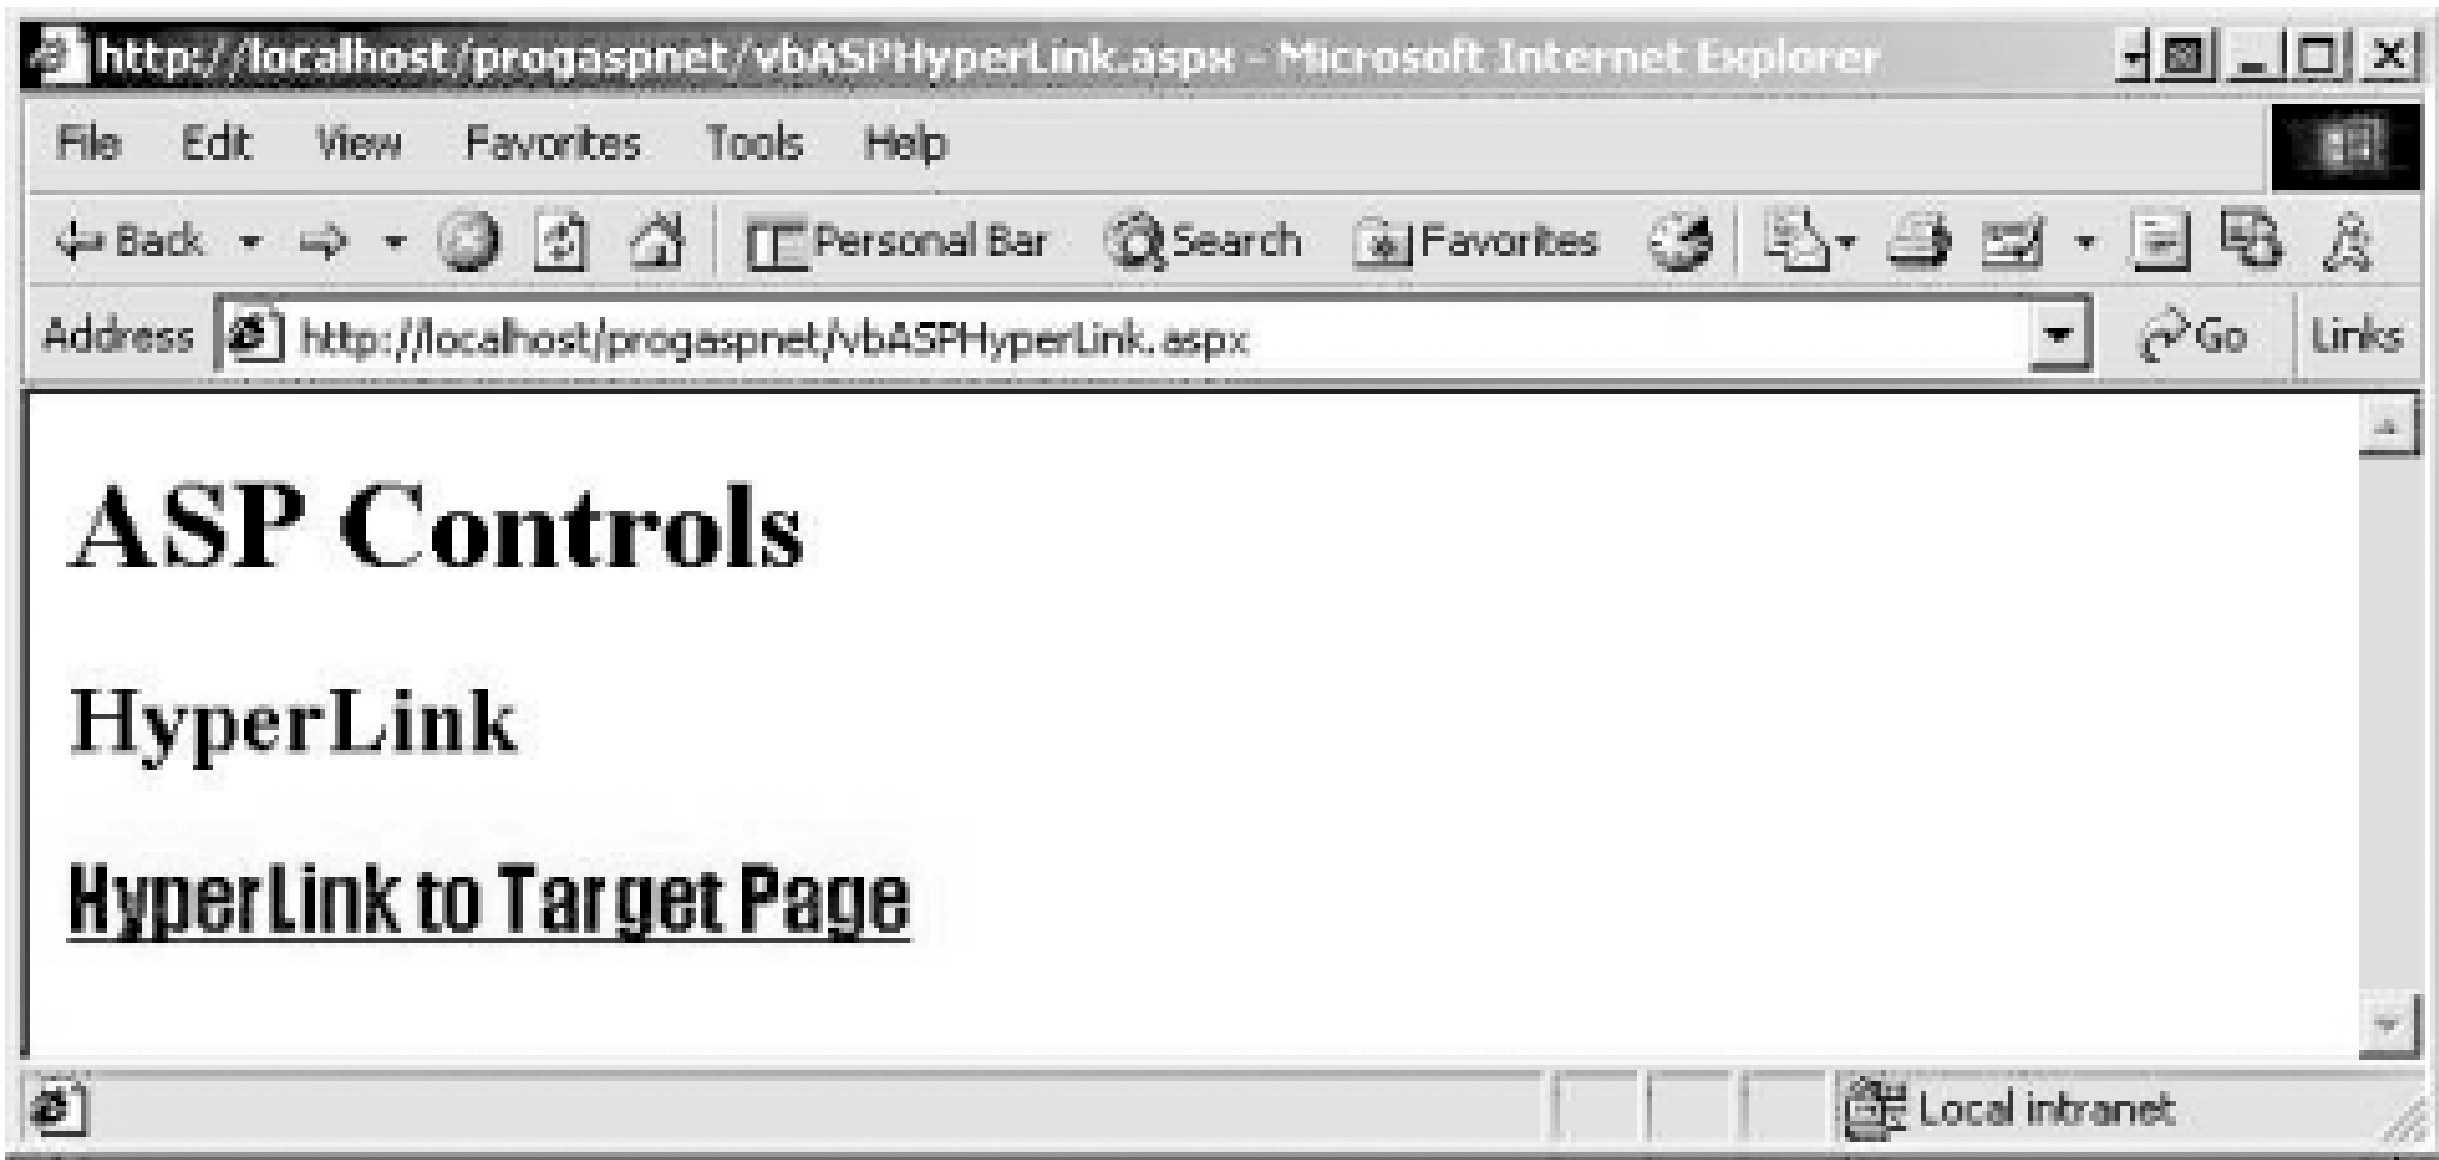 http://localhost/progaspnet/vbASPHyperLink.aspx - Microsoft Internet Explorer
File Edit View Favorites Tools Help
Back Personal Bar Search Favorites
Address http://localhost/progaspnet/vbASPHyperLink.aspx Go Links
ASP Controls
HyperLink
HyperLink to Target Page
Local intranet